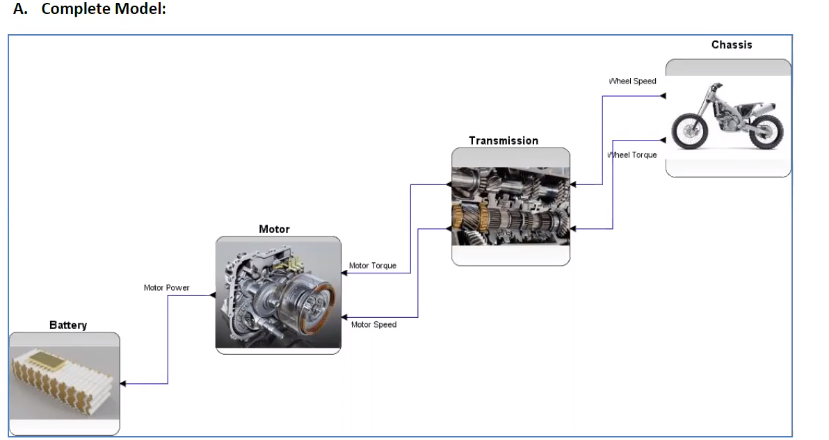 A. Complete Model:
Chassis
Wheel Speed
Transmission
Wheel Torque
Motor
Motor Torque
Motor Power
Motor Speed
Battery